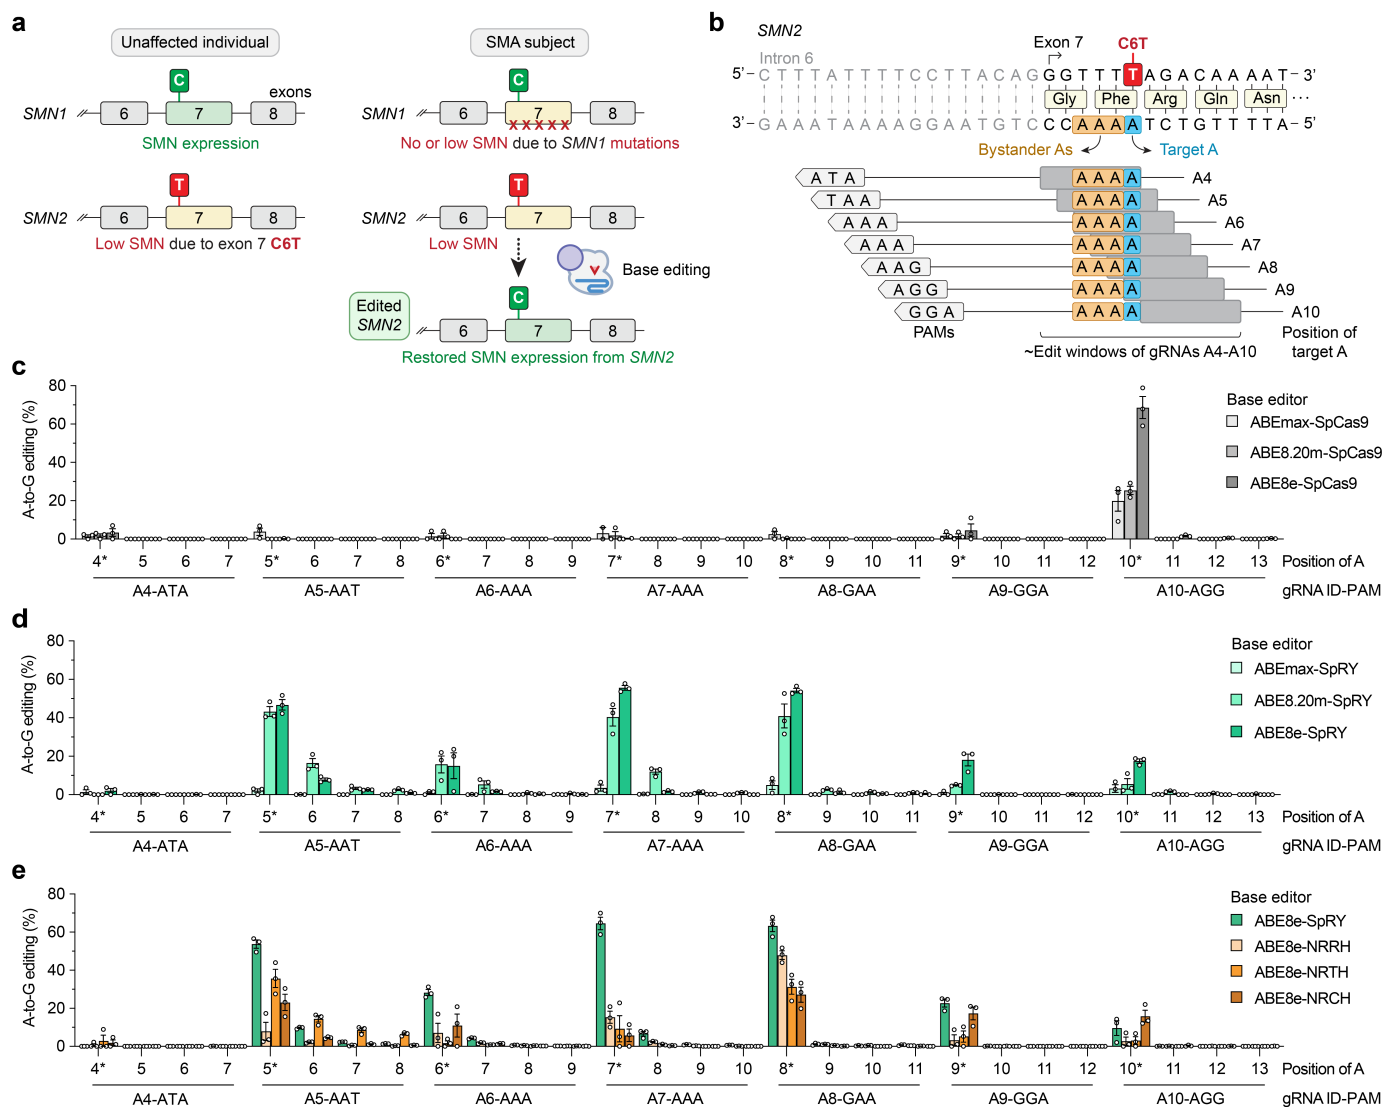 a
Unaffected individual
SMA subject
C
C
exons
SMN1
6 7 8
SMN1
6 7 8
X X X X X
SMN expression
No or low SMN due to SMN1 mutations
T
T
SMN2
6 7 8
SMN2
6 7 8
Low SMN due to exon 7 C6T
Low SMN
Base editing
C
Edited
SMN2
6 7 8
Restored SMN expression from SMN2
b
SMN2
Exon 7
C6T
Intron 6
5’ C T T T A T T T T C C T T A C A G G G T T T T A G A C A A A A T 3’
Gly Phe Arg Gln Asn ...
3’ G A A A T A A A A G G A A T G T C C C A A A A T C T G T T T T A 5’
Bystander As
Target A
A T A A A A A A4
T A A A A A A A5
A A A A A A A A6
A A A A A A A A7
A A G A A A A A8
A G G A A A A A9
G G A A A A A A10
PAMs
~Edit windows of gRNAs A4-A10
Position of
target A
c
80
60
40
20
0
A-to-G editing (%)
Base editor
ABEmax-SpCas9
ABE8.20m-SpCas9
ABE8e-SpCas9
4* 5 6 7 5* 6 7 8 6* 7 8 9 7* 8 9 10 8* 9 10 11 9* 10 11 12 10* 11 12 13 Position of A
A4-ATA A5-AAT A6-AAA A7-AAA A8-GAA A9-GGA A10-AGG gRNA ID-PAM
d
80
60
40
20
0
A-to-G editing (%)
Base editor
ABEmax-SpRY
ABE8.20m-SpRY
ABE8e-SpRY
4* 5 6 7 5* 6 7 8 6* 7 8 9 7* 8 9 10 8* 9 10 11 9* 10 11 12 10* 11 12 13 Position of A
A4-ATA A5-AAT A6-AAA A7-AAA A8-GAA A9-GGA A10-AGG gRNA ID-PAM
e
80
60
40
20
0
A-to-G editing (%)
Base editor
ABE8e-SpRY
ABE8e-NRRH
ABE8e-NRTH
ABE8e-NRCH
4* 5 6 7 5* 6 7 8 6* 7 8 9 7* 8 9 10 8* 9 10 11 9* 10 11 12 10* 11 12 13 Position of A
A4-ATA A5-AAT A6-AAA A7-AAA A8-GAA A9-GGA A10-AGG gRNA ID-PAM